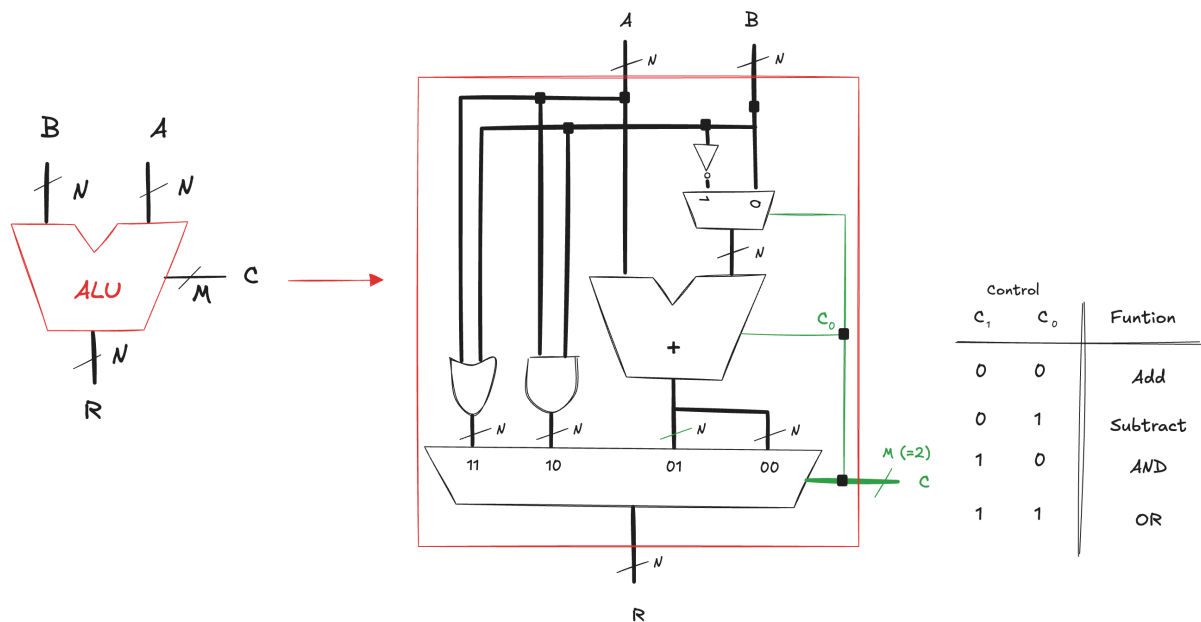 B A
N N
ALU
C
M
N
R
A B
N N
1 0
N
C₀
+
N N N N
11 10 01 00
M (=2)
C
N
R
Control
C₁ C₀ Funtion
0 0 Add
0 1 Subtract
1 0 AND
1 1 OR